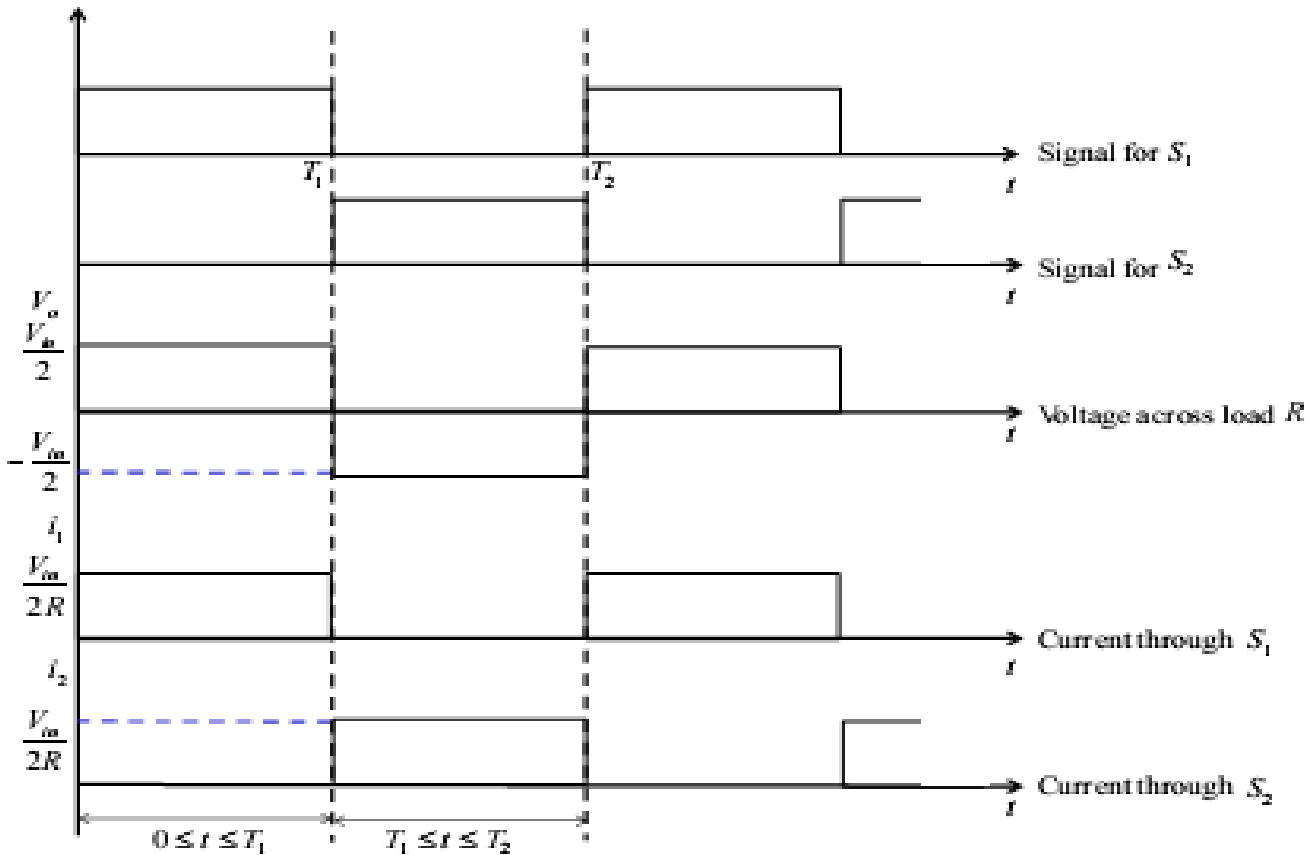 Signal for S₁
t
T₁
T₂
Signal for S₂
t
Vₒ
Vᵢₙ/2
Voltage across load R
t
−Vᵢₙ/2
i₁
Vᵢₙ/2R
Current through S₁
t
i₂
Vᵢₙ/2R
Current through S₂
t
0 ≤ t ≤ T₁
T₁ ≤ t ≤ T₂